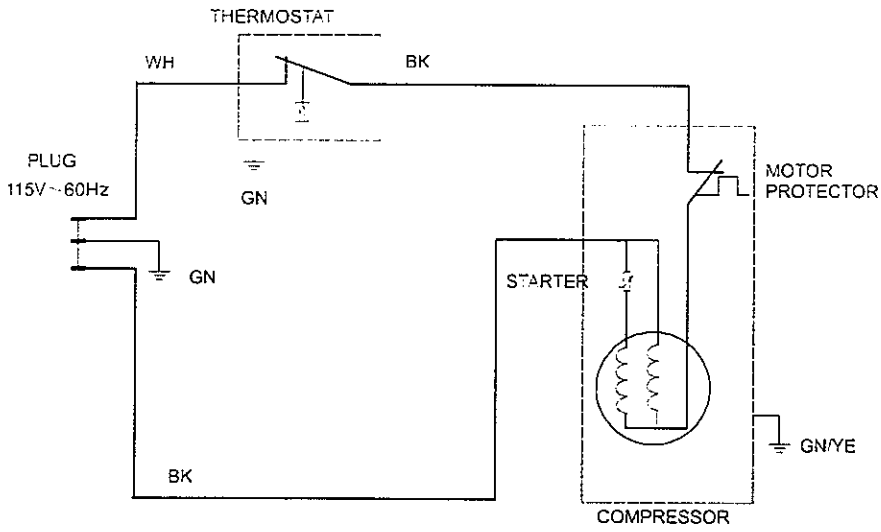 THERMOSTAT
WH
BK
PLUG
115V~60Hz
GN
MOTOR
PROTECTOR
GN
STARTER
GN/YE
BK
COMPRESSOR